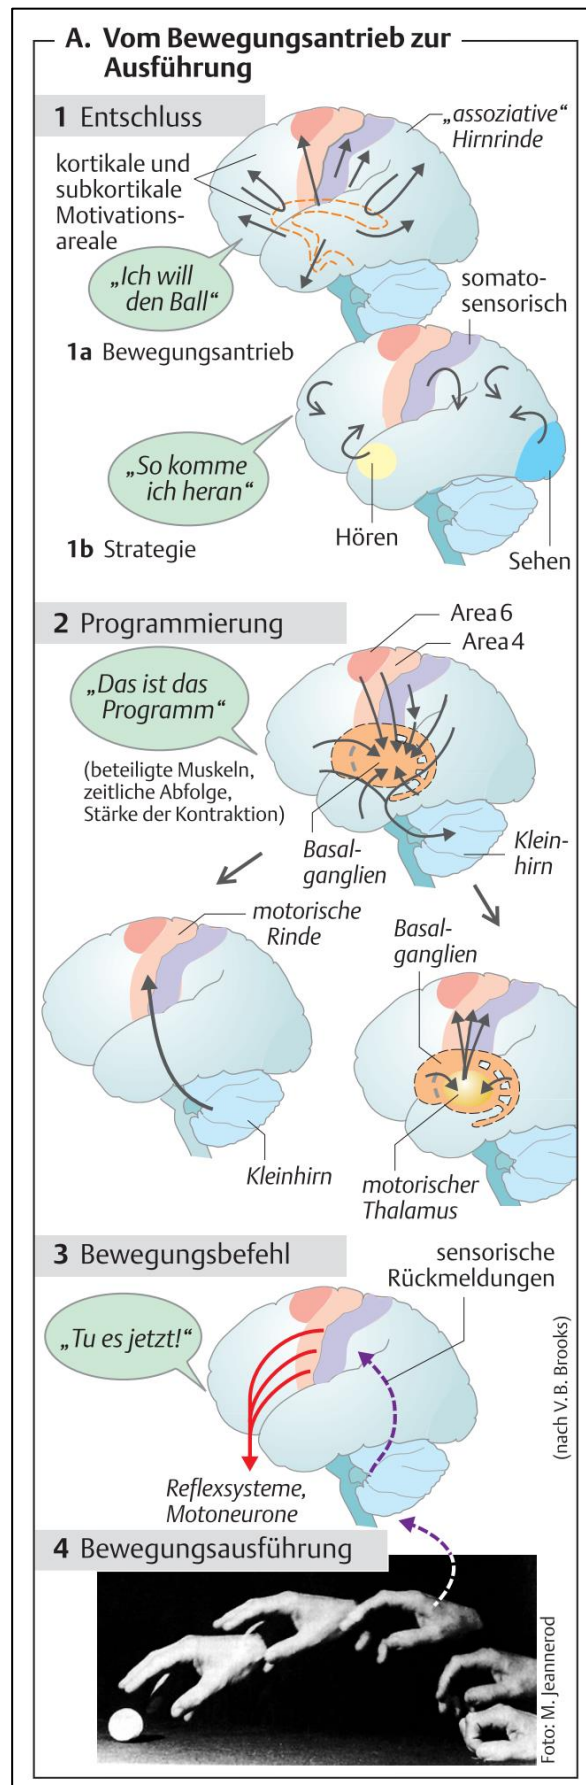 A. Vom Bewegungsantrieb zur
Ausführung
1 Entschluss
„assoziative“
Hirnrinde
kortikale und
subkortikale
Motivations-
areale
„Ich will
den Ball“
somato-
sensorisch
1a Bewegungsantrieb
„So komme
ich heran“
Hören
1b Strategie
Sehen
2 Programmierung
Area 6
Area 4
„Das ist das
Programm“
(beteiligte Muskeln,
zeitliche Abfolge,
Stärke der Kontraktion)
Basal-
ganglien
Klein-
hirn
motorische
Rinde
Basal-
ganglien
Kleinhirn
motorischer
Thalamus
3 Bewegungsbefehl
sensorische
Rückmeldungen
„Tu es jetzt!“
(nach V. B. Brooks)
Reflexsysteme,
Motoneurone
4 Bewegungsausführung
Foto: M. Jeannerod